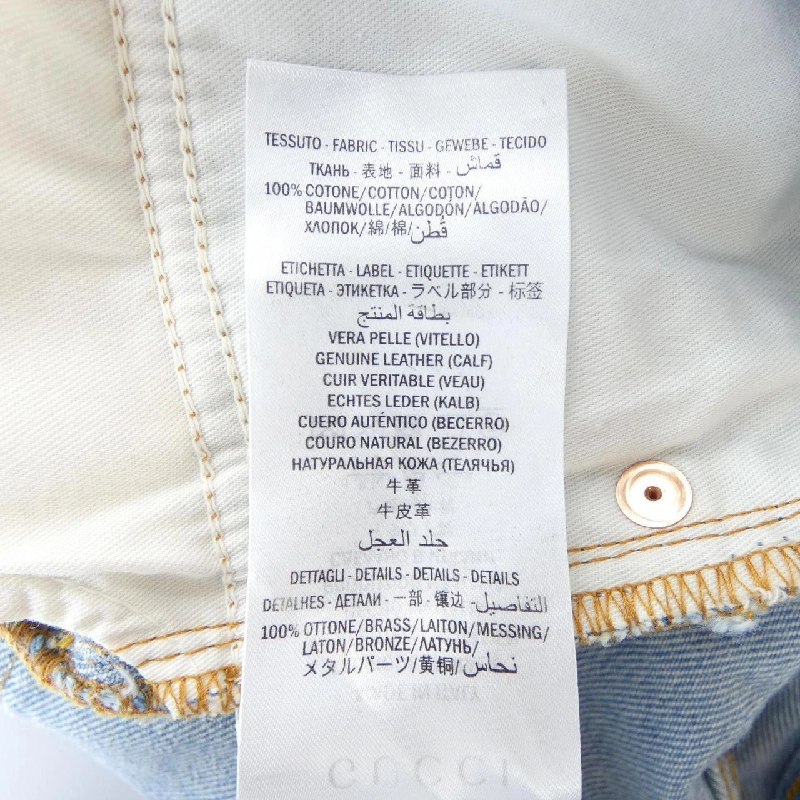 TESSUTO - FABRIC - TISSU - GEWEBE - TECIDO
ТКАНЬ - 表地 - 面料 - قماش
100% COTONE/COTTON/COTON/
BAUMWOLLE/ALGODÓN/ALGODÃO/
ХЛОПОК/綿/棉/قطن
ETICHETTA - LABEL - ETIQUETTE - ETIKETT
ETIQUETA - ЭТИКЕТКА - ラベル部分 - 标签
بطاقة المنتج
VERA PELLE (VITELLO)
GENUINE LEATHER (CALF)
CUIR VERITABLE (VEAU)
ECHTES LEDER (KALB)
CUERO AUTÉNTICO (BECERRO)
COURO NATURAL (BEZERRO)
НАТУРАЛЬНАЯ КОЖА (ТЕЛЯЧЬЯ)
牛革
牛皮革
جلد العجل
DETTAGLI - DETAILS - DETAILS - DETAILS
DETALHES - ДЕТАЛИ - 一部 - 镶边 - التفاصيل
100% OTTONE/BRASS/LAITON/MESSING/
LATON/BRONZE/ЛАТУНЬ/
メタルパーツ/黄铜/نحاس
GUCCI